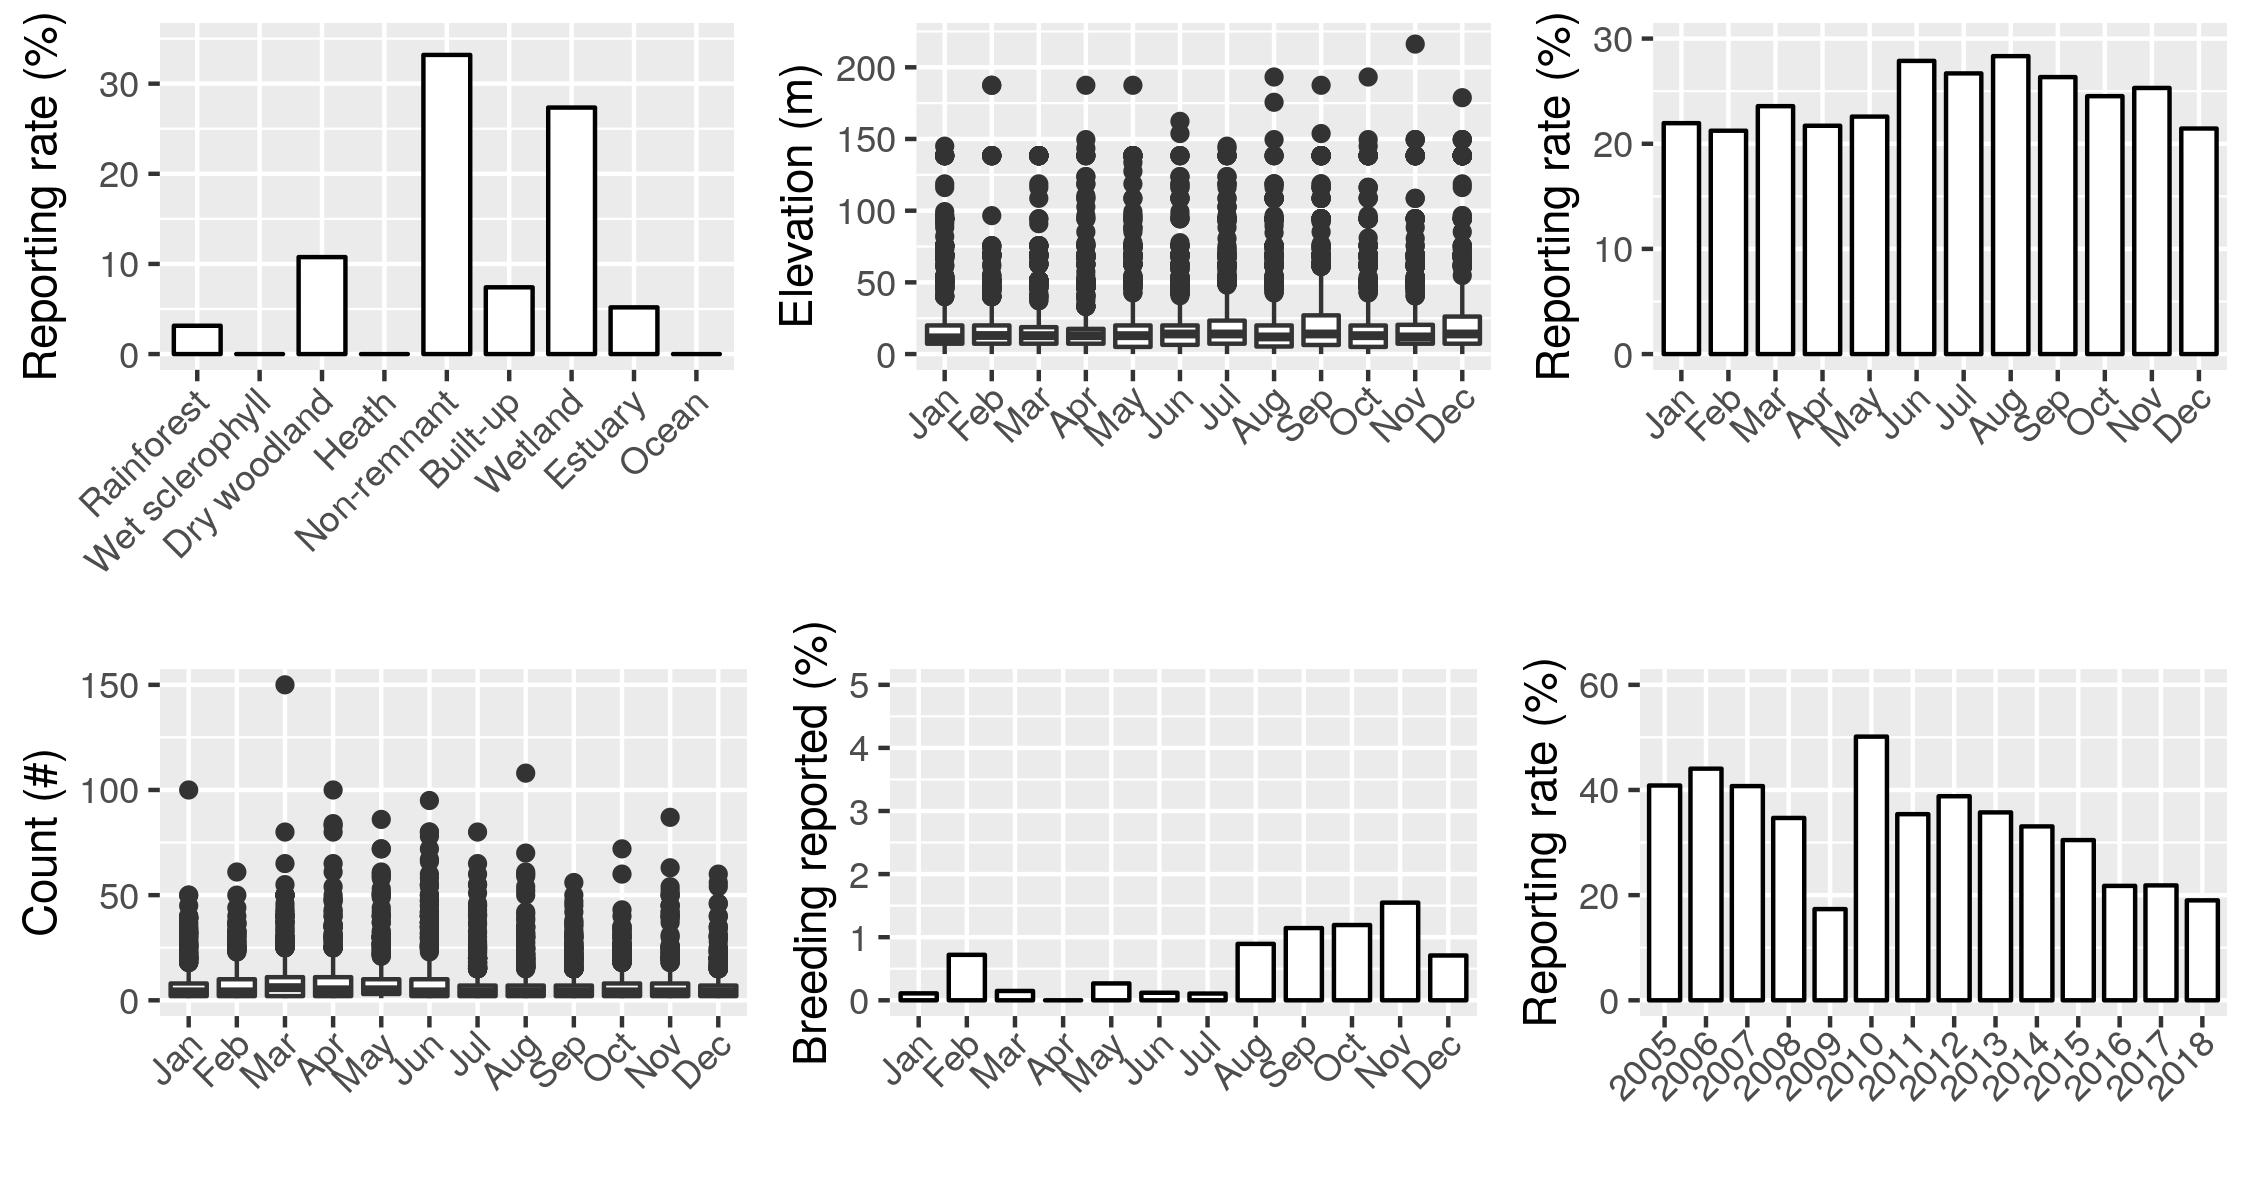 Reporting rate (%)
30
20
10
0
Rainforest
Wet sclerophyll
Dry woodland
Heath
Non-remnant
Built-up
Wetland
Estuary
Ocean
Elevation (m)
200
150
100
50
0
Jan
Feb
Mar
Apr
May
Jun
Jul
Aug
Sep
Oct
Nov
Dec
Reporting rate (%)
30
20
10
0
Jan
Feb
Mar
Apr
May
Jun
Jul
Aug
Sep
Oct
Nov
Dec
Count (#)
150
100
50
0
Jan
Feb
Mar
Apr
May
Jun
Jul
Aug
Sep
Oct
Nov
Dec
Breeding reported (%)
5
4
3
2
1
0
Jan
Feb
Mar
Apr
May
Jun
Jul
Aug
Sep
Oct
Nov
Dec
Reporting rate (%)
60
40
20
0
2005
2006
2007
2008
2009
2010
2011
2012
2013
2014
2015
2016
2017
2018